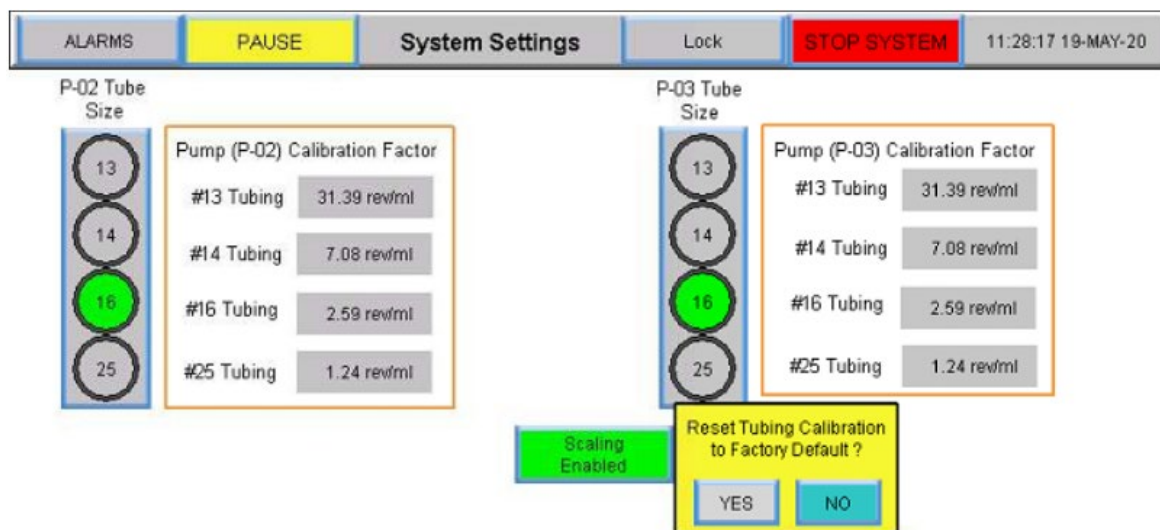 ALARMS
PAUSE
System Settings
Lock
STOP SYSTEM
11:28:17 19-MAY-20
P-02 Tube
Size
13
14
16
25
Pump (P-02) Calibration Factor
#13 Tubing 31.39 rev/ml
#14 Tubing 7.08 rev/ml
#16 Tubing 2.59 rev/ml
#25 Tubing 1.24 rev/ml
P-03 Tube
Size
13
14
16
25
Pump (P-03) Calibration Factor
#13 Tubing 31.39 rev/ml
#14 Tubing 7.08 rev/ml
#16 Tubing 2.59 rev/ml
#25 Tubing 1.24 rev/ml
Scaling
Enabled
Reset Tubing Calibration
to Factory Default ?
YES
NO